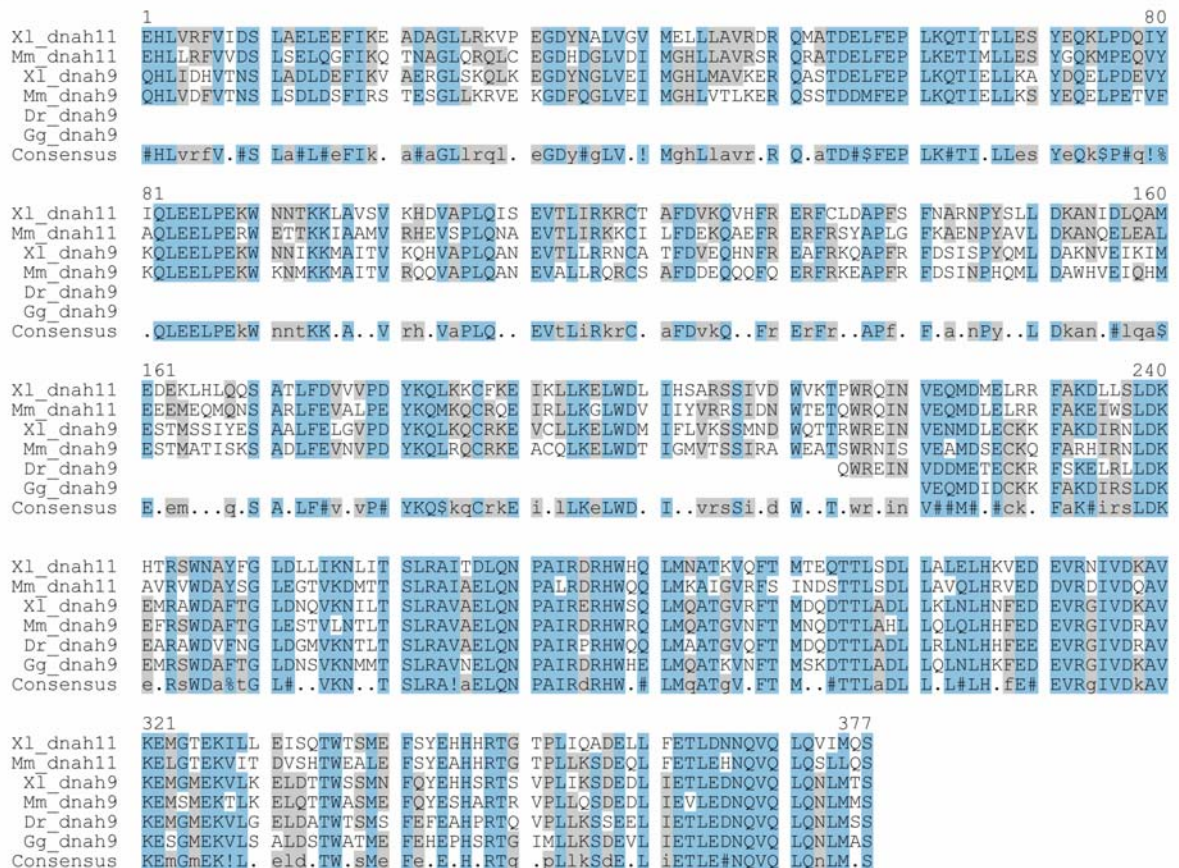 1 80
Xl_dnah11 EHLVRFVIDS LAELEEFIKE ADAGLLRKVP EGDYNALVGV MELLLAVRDR QMATDELFEP LKQTITLLES YEQKLPDQIY
Mm_dnah11 EHLLRFVVDS LSELQGFIKQ TNAGLQRQLC EGDHDGLVDI MGHLLAVRSR QRATDELFEP LKETIMLLES YGQKMPEQVY
Xl_dnah9 QHLIDHVTNS LADLDEFIKV AERGLSKQLK EGDYNGLVEI MGHLMAVKER QASTDELFEP LKQTIELLKA YDQELPDEVY
Mm_dnah9 QHLVDFVTNS LSDLDSFIRS TESGLLKRVE KGDFQGLVEI MGHLVTLKER QSSTDDMFEP LKQTIELLKS YEQELPETVF
Dr_dnah9
Gg_dnah9
Consensus #HLvrfV.#S La#L#eFIk. a#aGLlrql. eGDy#gLV.! MghLlavr.R Q.aTD#$FEP LK#TI.LLes YeQk$P#q!%
81 160
Xl_dnah11 IQLEELPEKW NNTKKLAVSV KHDVAPLQIS EVTLIRKRCT AFDVKQVHFR ERFCLDAPFS FNARNPYSLL DKANIDLQAM
Mm_dnah11 AQLEELPERW ETTKKIAAMV RHEVSPLQNA EVTLIRKKCI LFDEKQAEFR ERFRSYAPLG FKAENPYAVL DKANQELEAL
Xl_dnah9 KQLEELPEKW NNIKKMAITV KQHVAPLQAN EVTLLRRNCA TFDVEQHNFR EAFRKQAPFR FDSISPYQML DAKNVEIKIM
Mm_dnah9 KQLEELPEKW KNMKKMAITV RQQVAPLQAN EVALLRQRCS AFDDEQQQFQ ERFRKEAPFR FDSINPHQML DAWHVEIQHM
Dr_dnah9
Gg_dnah9
Consensus .QLEELPEkW nntKK.A..V rh.VaPLQ.. EVtLiRkrC. aFDvkQ..Fr ErFr..APf. F.a.nPy..L Dkan.#lqa$
161 240
Xl_dnah11 EDEKLHLQQS ATLFDVVVPD YKQLKKCFKE IKLLKELWDL IHSARSSIVD WVKTPWRQIN VEQMDMELRR FAKDLLSLDK
Mm_dnah11 EEEMEQMQNS ARLFEVALPE YKQMKQCRQE IRLLKGLWDV IIYVRRSIDN WTETQWRQIN VEQMDLELRR FAKEIWSLDK
Xl_dnah9 ESTMSSIYES AALFELGVPD YKQLKQCRKE VCLLKELWDM IFLVKSSMND WQTTRWREIN VEQMDLECKK FAKDIRNLDK
Mm_dnah9 ESTMATISKS ADLFEVNVPD YKQLRQCRKE ACQLKELWDT IGMVTSSIRA WEATSWRNIS VEAMDSECKQ FARHIRNLDK
Dr_dnah9 QWREIN VDDMETECKR FSKELRLLDK
Gg_dnah9 VEQMDIDCKK FAKDIRSLDK
Consensus E.em...q.S A.LF#v.vP# YKQ$kqCrkE i.lLKeLWD. I..vrsSi.d W..T.wr.in V##M#.#ck. FaK#irsLDK
Xl_dnah11 HTRSWNAYFG LDLLIKNLIT SLRAITDLQN PAIRDRHWHQ LMNATKVQFT MTEQTTLSDL LALELHKVED EVRNIVDKAV
Mm_dnah11 AVRVWDAYSG LEGTVKDMTT SLRAIAELQN PALRDRHWQQ LMKAIGVRFS INDSTTLSDL LAVQLHRVED DVRDIVDQAV
Xl_dnah9 EMRAWDAFTG LDNQVKNILT SLRAVAELQN PAIRERHWSQ LMQATGVRFT MDQDTTLADL LKLNLHNFED EVRGIVDKAV
Mm_dnah9 EFRSWDAFTG LESTVLNTLT SLRAVAELQN PAIRDRHWRQ LMQATGVNFT MNQDTTLAHL LQLQLHHFED EVRGIVDRAV
Dr_dnah9 EARAWDVFNG LDGMVKNTLT SLRAVAELQN PAIRPRHWQQ LMAATGVTFT MDQDTTLADL LRLNLHHFEE EVRGIVDRAV
Gg_dnah9 EMRSWDAFTG LDNSVKNMMT SLRAVNELQN PAIRDRHWHE LMQATKVNFT MSKDTTLADL LQLNLHKFEE EVRGIVDKAV
Consensus e.RsWDa%tG L#..VKN..T SLRA!aELQN PAIRdRHW.# LMqATgV.FT M..#TTLaDL L.L#LH.fE# EVRgIVDkAV
321 377
Xl_dnah11 KEMGTEKILL EISQTWTSME FSYEHHHRTG TPLIQADELL FETLDNNQVQ LQVIMQS
Mm_dnah11 KELGTEKVIT DVSHTWEALE FSYEAHHRTG TPLLKSDEQL FETLEHNQVQ LQSLLQS
Xl_dnah9 KEMGMEKVLK ELDTTWSSMN FQYEHHSRTS VPLIKSDEDL IETLEDNQVQ LQNLMTS
Mm_dnah9 KEMSMEKTLK ELQTTWASME FQYESHARTR VPLLQSDEDL IEVLEDNQVQ LQNLMMS
Dr_dnah9 KEMGMEKVLG ELDATWTSMS FEFEAHPRTQ VPLLKSSEEL IETLEDNQVQ LQNLMMS
Gg_dnah9 KESGMEKVLS ALDSTWATME FEHEPHSRTG IMLLKSDEVL IETLEDNQVQ LQNLMAS
Consensus KEmGmEK!L. eld.TW.sMe Fe.E.H.RTg .pLlkSdE.L iETLE#NQVQ LQnLM.S